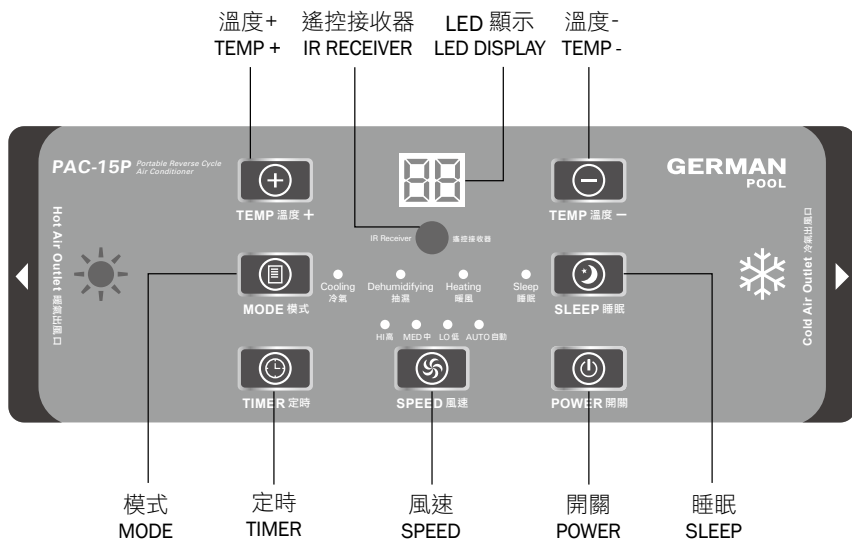 溫度+
TEMP +
遙控接收器
IR RECEIVER
LED 顯示
LED DISPLAY
溫度-
TEMP -
PAC-15P Portable Reverse Cycle
Air Conditioner
GERMAN
POOL
TEMP 溫度 +
TEMP 溫度 −
IR Receiver
遙控接收器
Hot Air Outlet 暖氣出風口
Cold Air Outlet 冷氣出風口
Cooling
冷氣
Dehumidifying
抽濕
Heating
暖風
Sleep
睡眠
MODE 模式
SLEEP 睡眠
HI 高
MED 中
LO 低
AUTO 自動
TIMER 定時
SPEED 風速
POWER 開關
模式
MODE
定時
TIMER
風速
SPEED
開關
POWER
睡眠
SLEEP